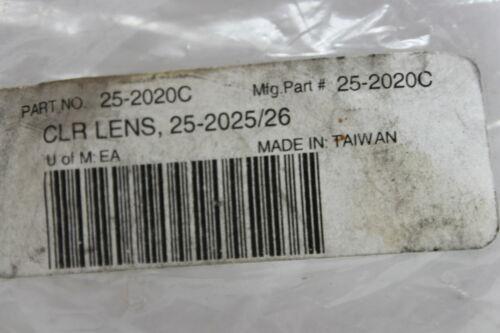 PART NO. 25-2020C Mfg.Part # 25-2020C
CLR LENS, 25-2025/26
U of M: EA MADE IN: TAIWAN